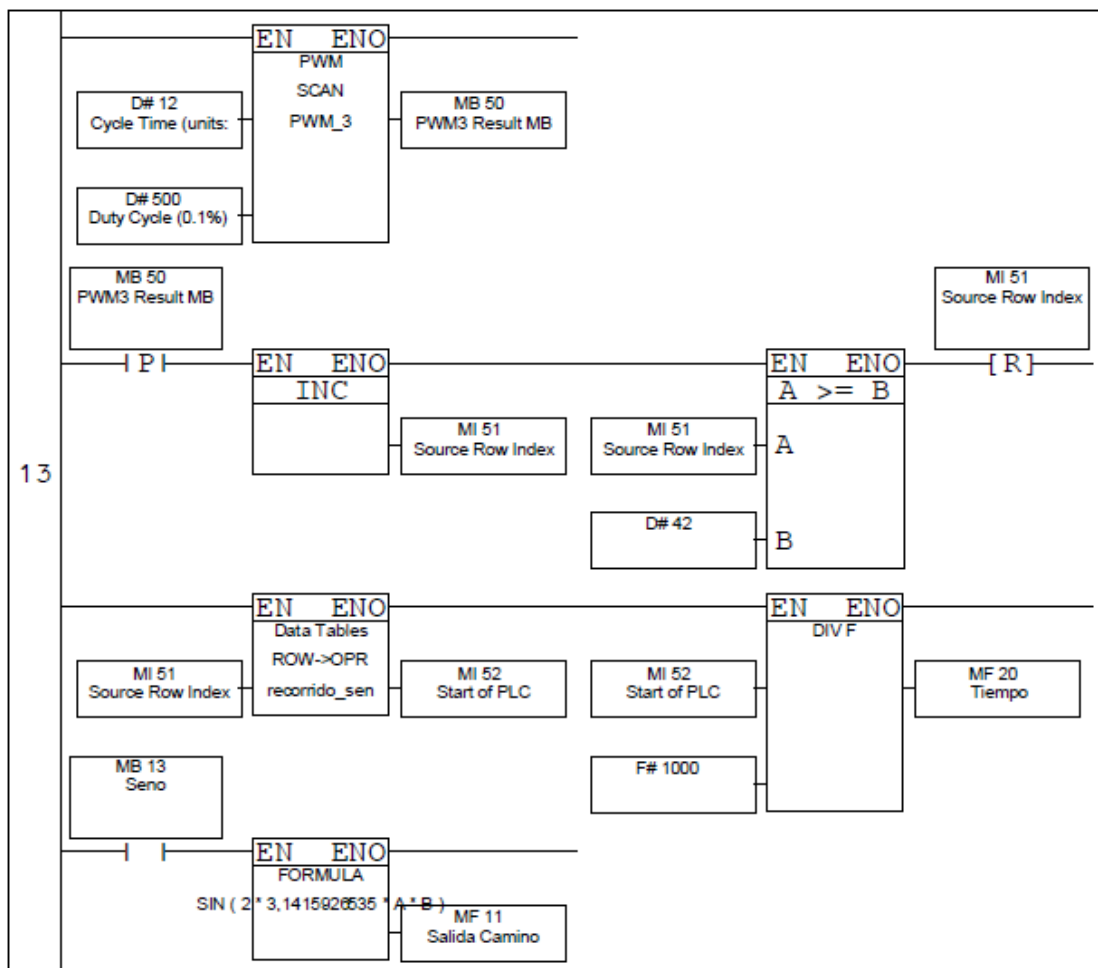 EN ENO
PWM
SCAN
PWM_3
D# 12
Cycle Time (units:
MB 50
PWM3 Result MB
D# 500
Duty Cycle (0.1%)
MB 50
PWM3 Result MB
MI 51
Source Row Index
P
EN ENO
INC
EN ENO
A >= B
[R]
MI 51
Source Row Index
MI 51
Source Row Index
A
13
D# 42
B
EN ENO
Data Tables
ROW->OPR
recorrido_sen
EN ENO
DIV F
MI 51
Source Row Index
MI 52
Start of PLC
MI 52
Start of PLC
MF 20
Tiempo
F# 1000
MB 13
Seno
EN ENO
FORMULA
SIN ( 2 * 3,1415926535 * A * B )
MF 11
Salida Camino